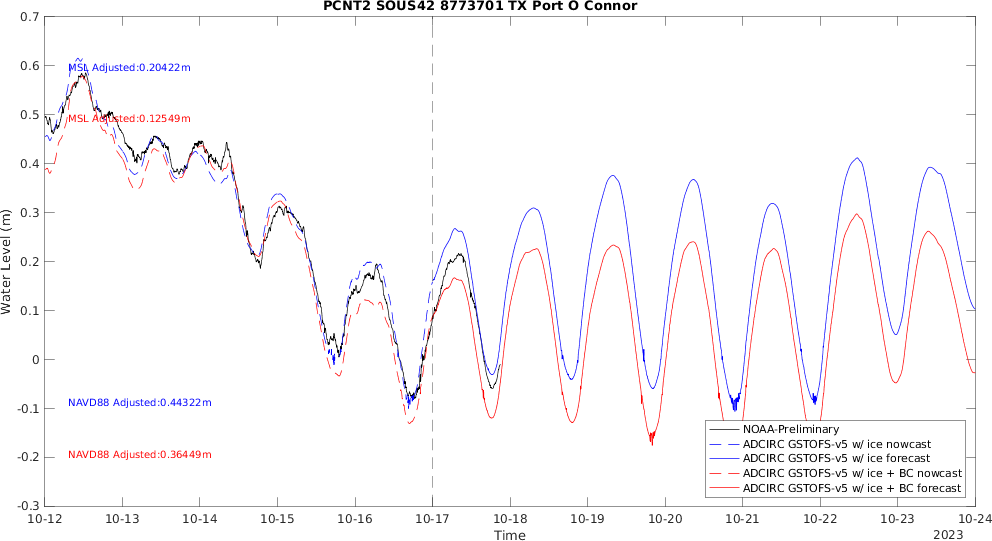 PCNT2 SOUS42 8773701 TX Port O Connor
0.7
0.6
0.5
0.4
0.3
0.2
0.1
0
-0.1
-0.2
-0.3
Water Level (m)
MSL Adjusted:0.20422m
MSL Adjusted:0.12549m
NAVD88 Adjusted:0.44322m
NAVD88 Adjusted:0.36449m
NOAA-Preliminary
ADCIRC GSTOFS-v5 w/ ice nowcast
ADCIRC GSTOFS-v5 w/ ice forecast
ADCIRC GSTOFS-v5 w/ ice + BC nowcast
ADCIRC GSTOFS-v5 w/ ice + BC forecast
10-12 10-13 10-14 10-15 10-16 10-17 10-18 10-19 10-20 10-21 10-22 10-23 10-24
Time
2023